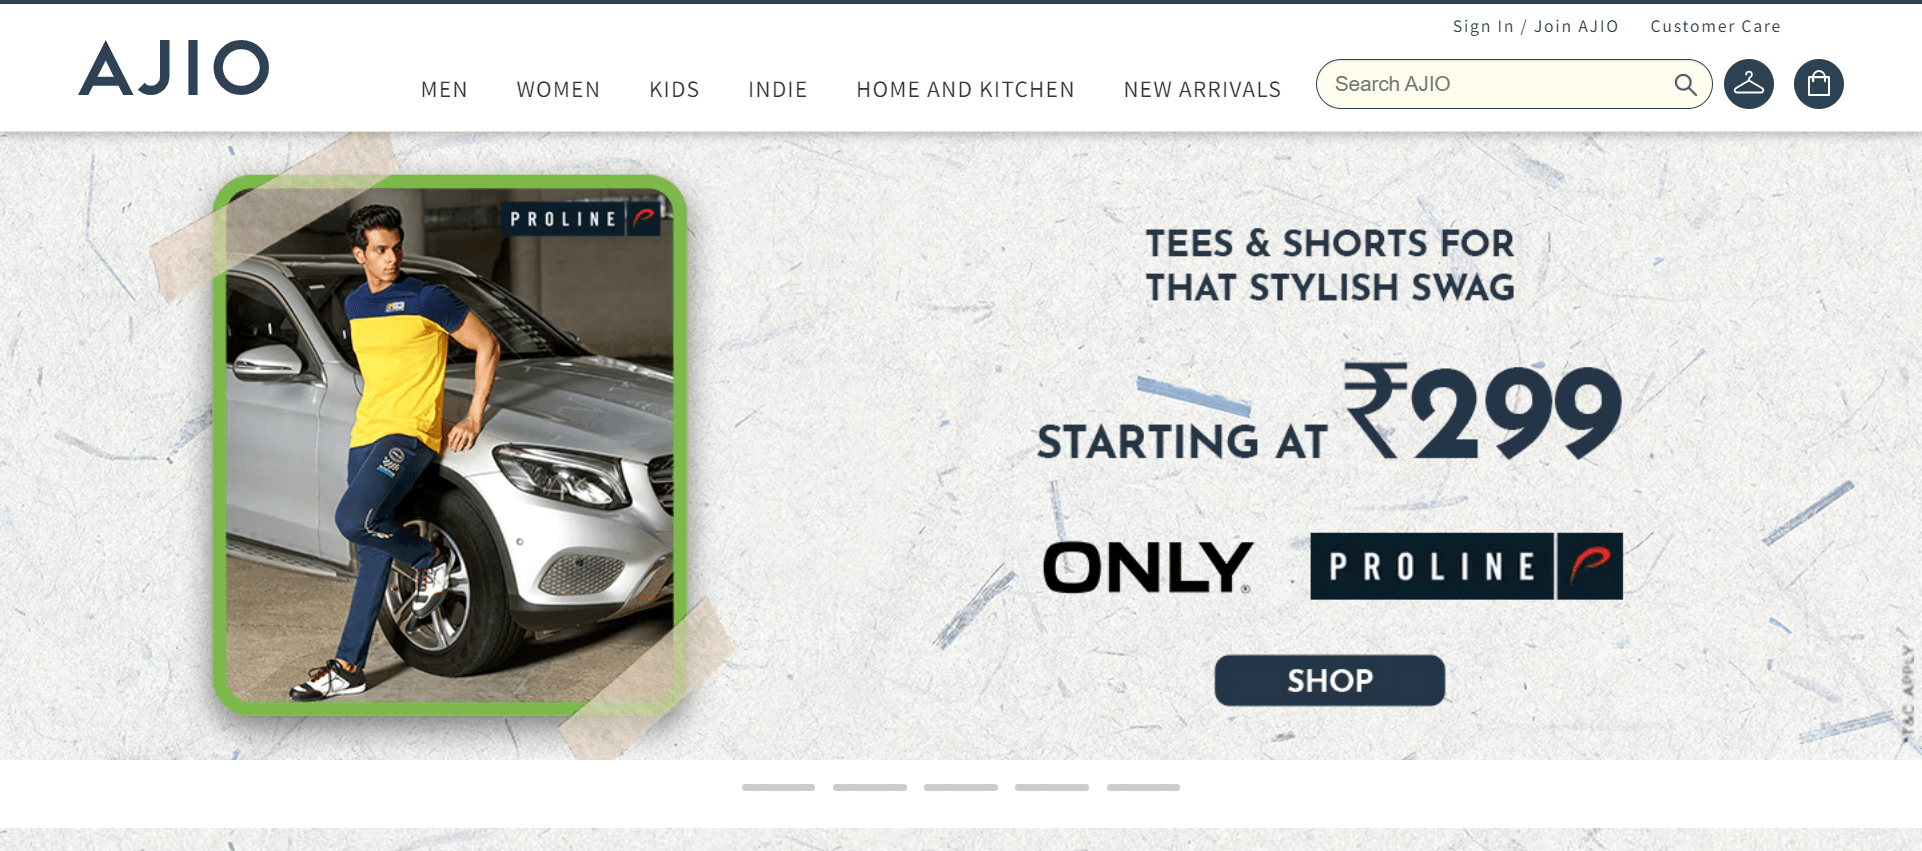 Sign In / Join AJIO Customer Care
AJIO
MEN WOMEN KIDS INDIE HOME AND KITCHEN NEW ARRIVALS
Search AJIO
PROLINE
TEES & SHORTS FOR
THAT STYLISH SWAG
STARTING AT ₹299
ONLY®
PROLINE
SHOP
*T&C APPLY